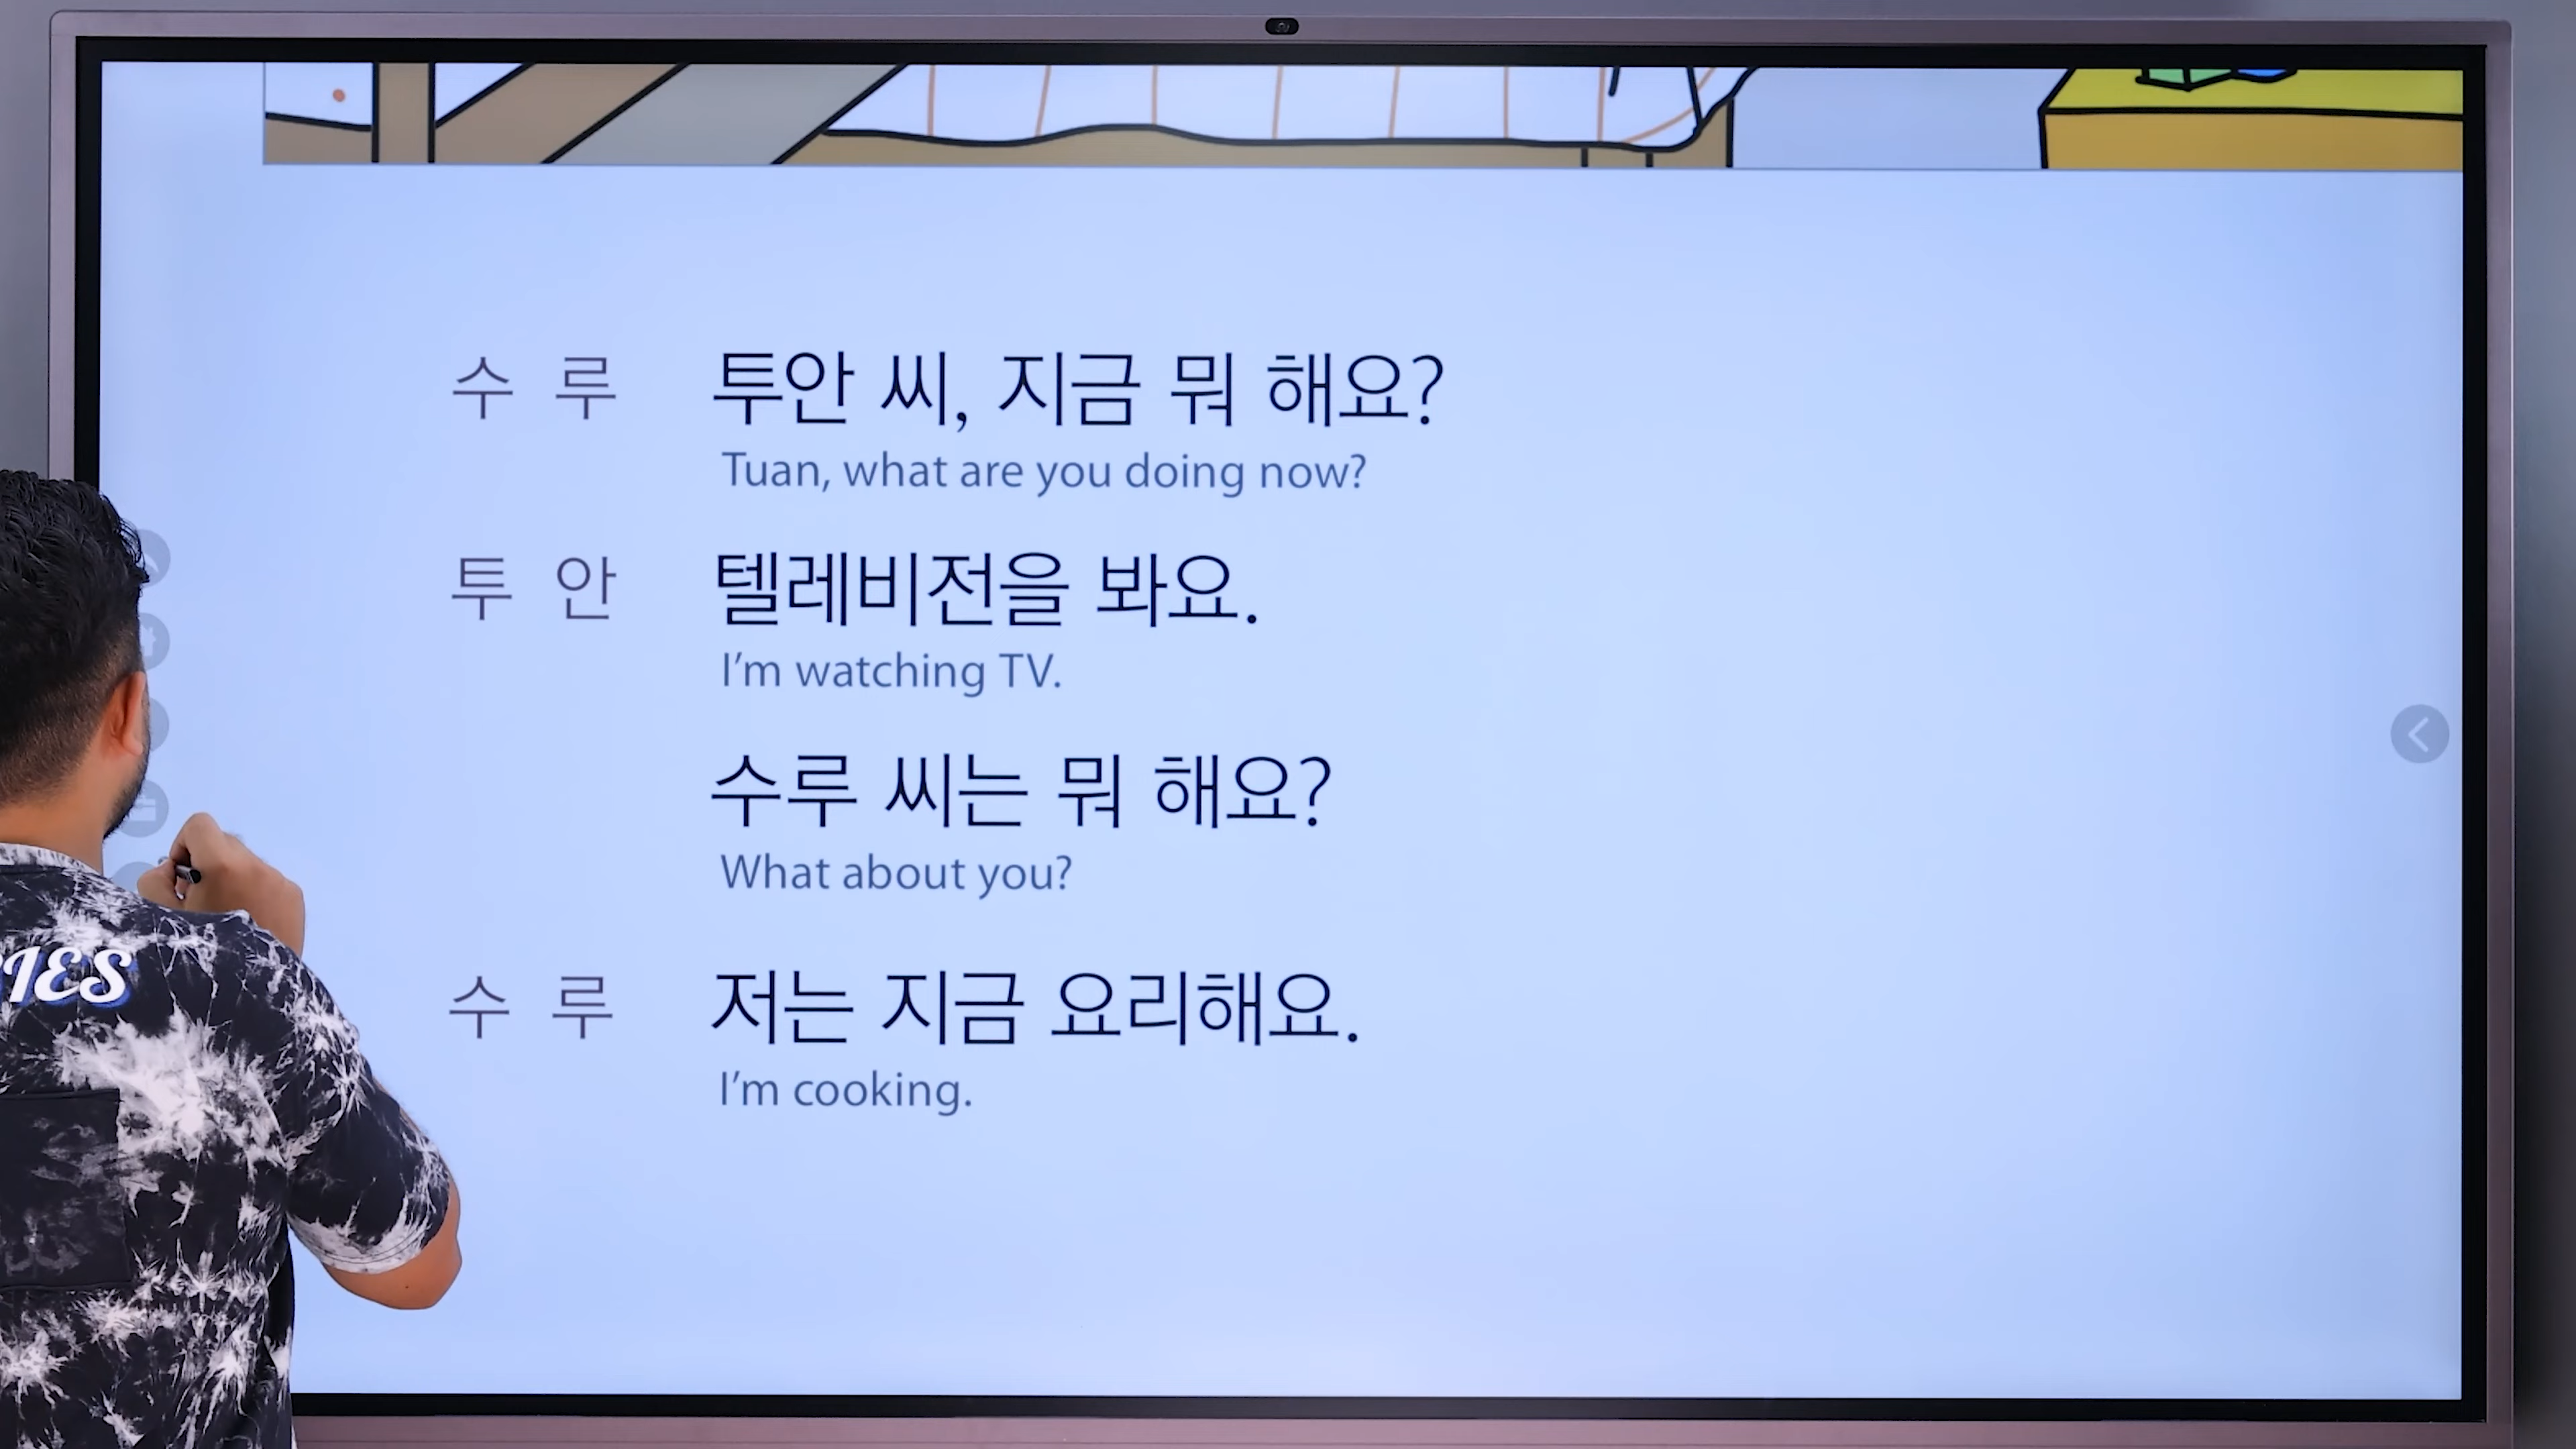 수 루 투안 씨, 지금 뭐 해요?
Tuan, what are you doing now?
투 안 텔레비전을 봐요.
I'm watching TV.
수루 씨는 뭐 해요?
What about you?
수 루 저는 지금 요리해요.
I'm cooking.
IES